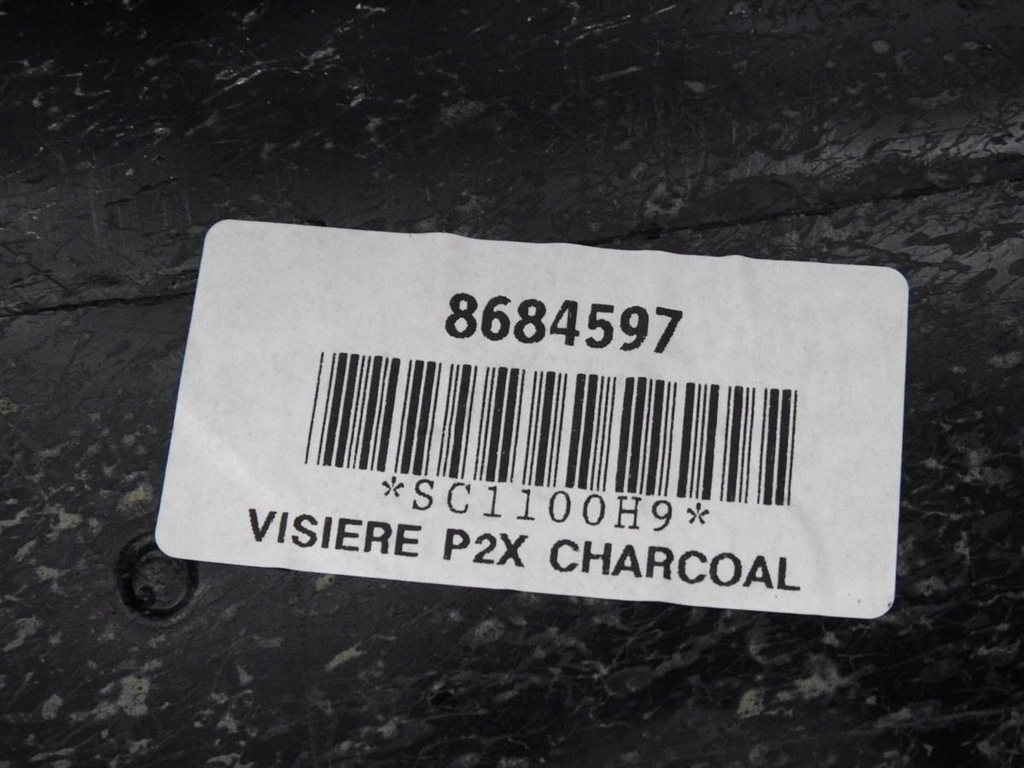 8684597
*SC1100H9*
VISIERE P2X CHARCOAL